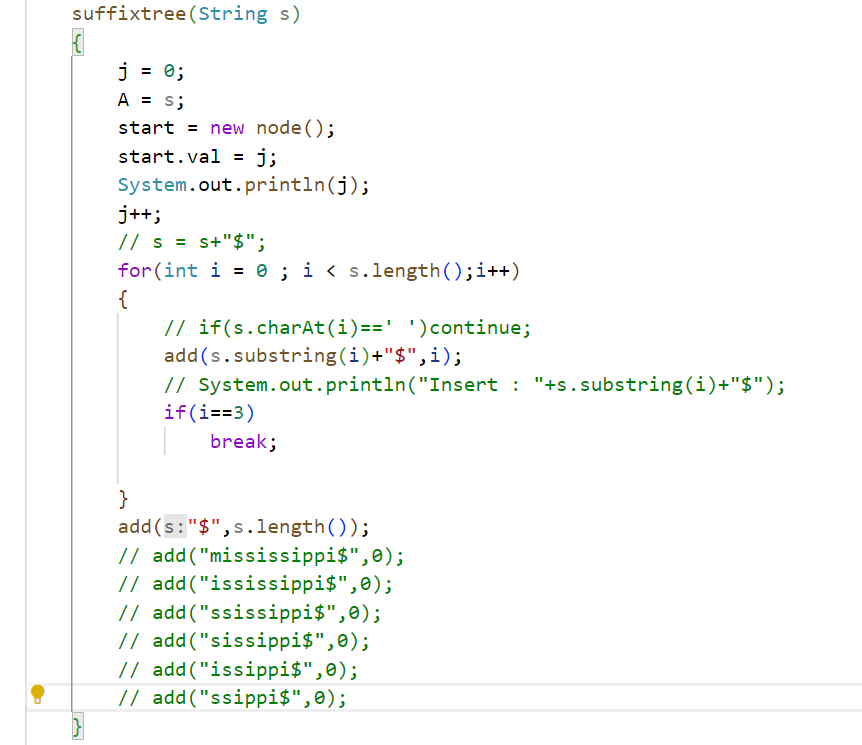 suffixtree(String s)
{
j = 0;
A = s;
start = new node();
start.val = j;
System.out.println(j);
j++;
// s = s+"$";
for(int i = 0 ; i < s.length();i++)
{
// if(s.charAt(i)==' ')continue;
add(s.substring(i)+"$",i);
// System.out.println("Insert : "+s.substring(i)+"$");
if(i==3)
break;
}
add(s:"$",s.length());
// add("mississippi$",0);
// add("ississippi$",0);
// add("ssissippi$",0);
// add("sissippi$",0);
// add("issippi$",0);
// add("ssippi$",0);
}